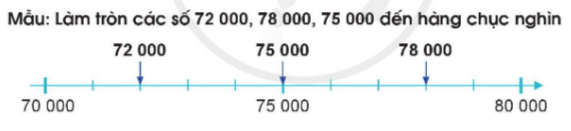 Mẫu: Làm tròn các số 72 000, 78 000, 75 000 đến hàng chục nghìn
72 000 75 000 78 000
70 000 75 000 80 000